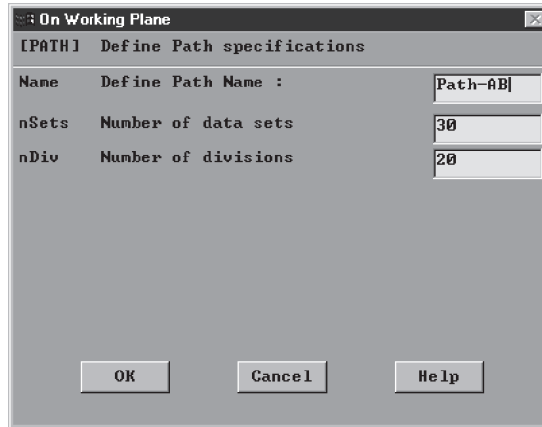 On Working Plane
[PATH] Define Path specifications
Name Define Path Name : Path-AB
nSets Number of data sets 30
nDiv Number of divisions 20
OK Cancel Help